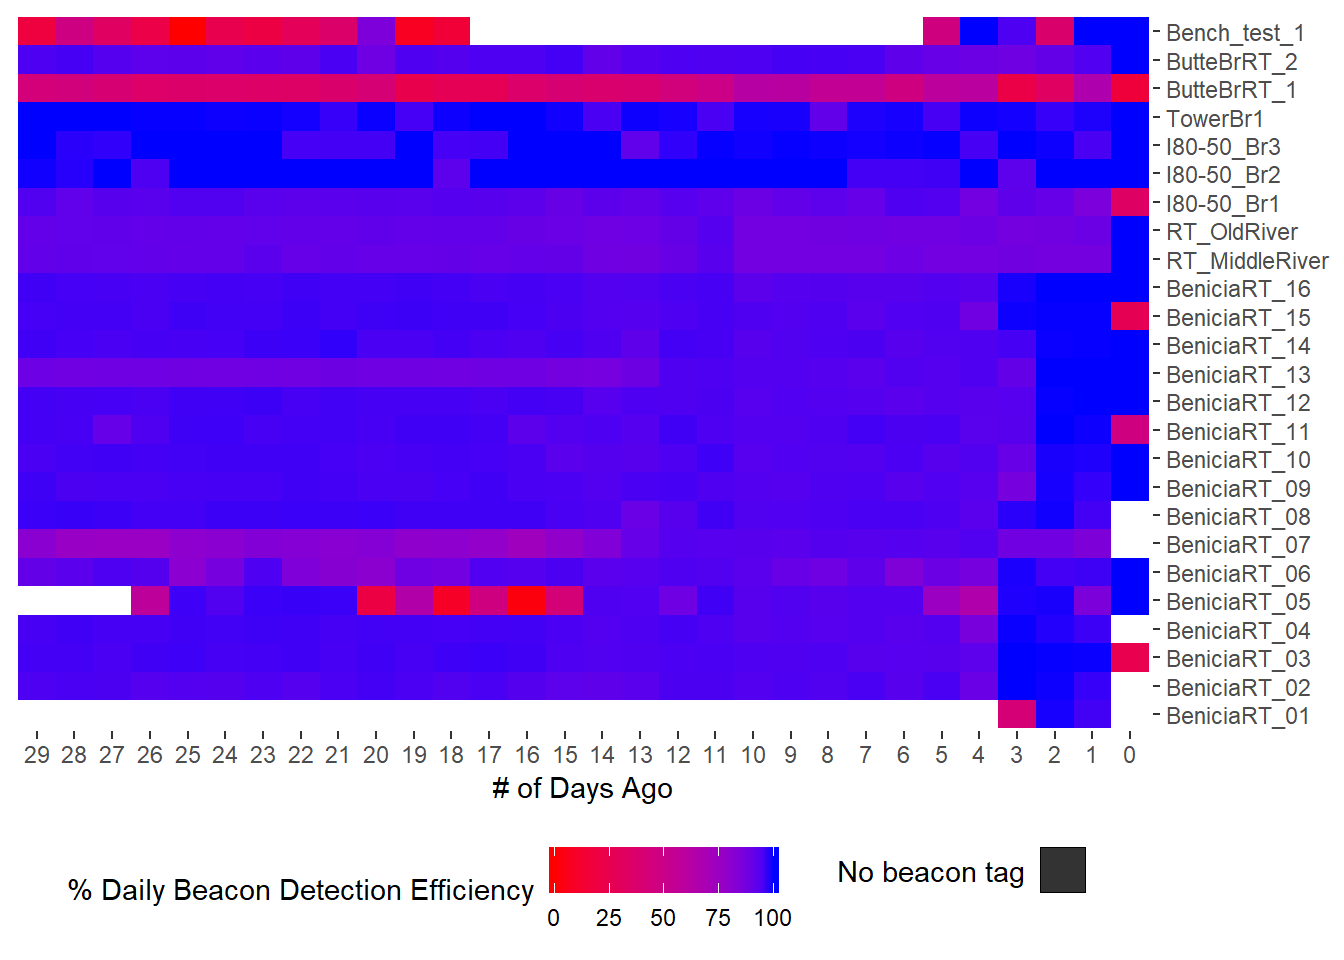 Bench_test_1
ButteBrRT_2
ButteBrRT_1
TowerBr1
I80-50_Br3
I80-50_Br2
I80-50_Br1
RT_OldRiver
RT_MiddleRiver
BeniciaRT_16
BeniciaRT_15
BeniciaRT_14
BeniciaRT_13
BeniciaRT_12
BeniciaRT_11
BeniciaRT_10
BeniciaRT_09
BeniciaRT_08
BeniciaRT_07
BeniciaRT_06
BeniciaRT_05
BeniciaRT_04
BeniciaRT_03
BeniciaRT_02
BeniciaRT_01
29 28 27 26 25 24 23 22 21 20 19 18 17 16 15 14 13 12 11 10 9 8 7 6 5 4 3 2 1 0
# of Days Ago
% Daily Beacon Detection Efficiency
0 25 50 75 100
No beacon tag